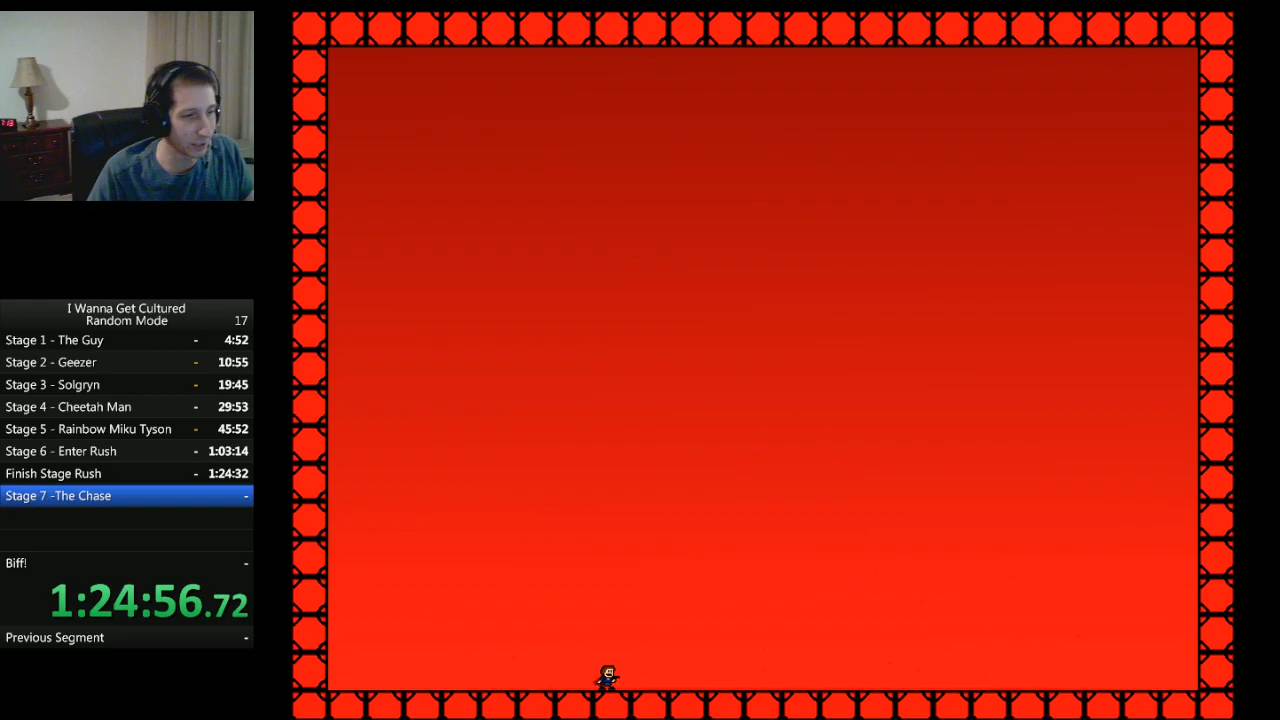 I Wanna Get Cultured
Random Mode 17
Stage 1 - The Guy - 4:52
Stage 2 - Geezer - 10:55
Stage 3 - Solgryn - 19:45
Stage 4 - Cheetah Man - 29:53
Stage 5 - Rainbow Miku Tyson - 45:52
Stage 6 - Enter Rush - 1:03:14
Finish Stage Rush - 1:24:32
Stage 7 -The Chase -
Biff! -
1:24:56.72
Previous Segment -